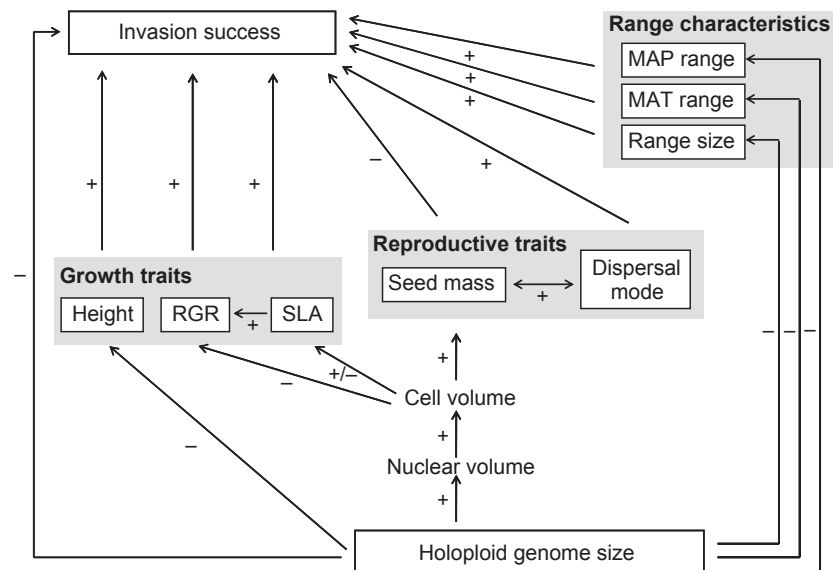 Invasion success
Range characteristics
MAP range
MAT range
Range size
+
+
+
–
+
+
+
+
–
Growth traits
Height
RGR
+
SLA
Reproductive traits
Seed mass
+
Dispersal
mode
– – –
+
+/–
–
Cell volume
–
+
Nuclear volume
+
Holoploid genome size